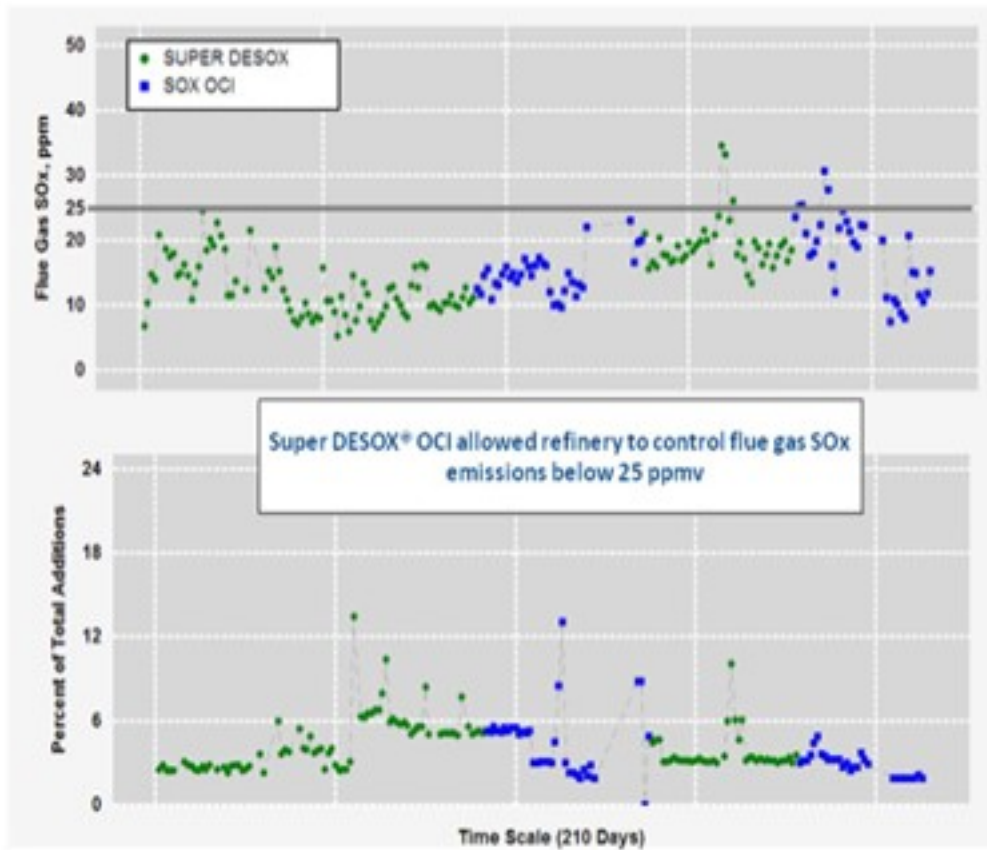 50
SUPER DESOX
SOX OCI
40
30
25
20
10
0
Flue Gas SOx, ppm
Super DESOX® OCI allowed refinery to control flue gas SOx
emissions below 25 ppmv
24
18
12
6
0
Percent of Total Additions
Time Scale (210 Days)